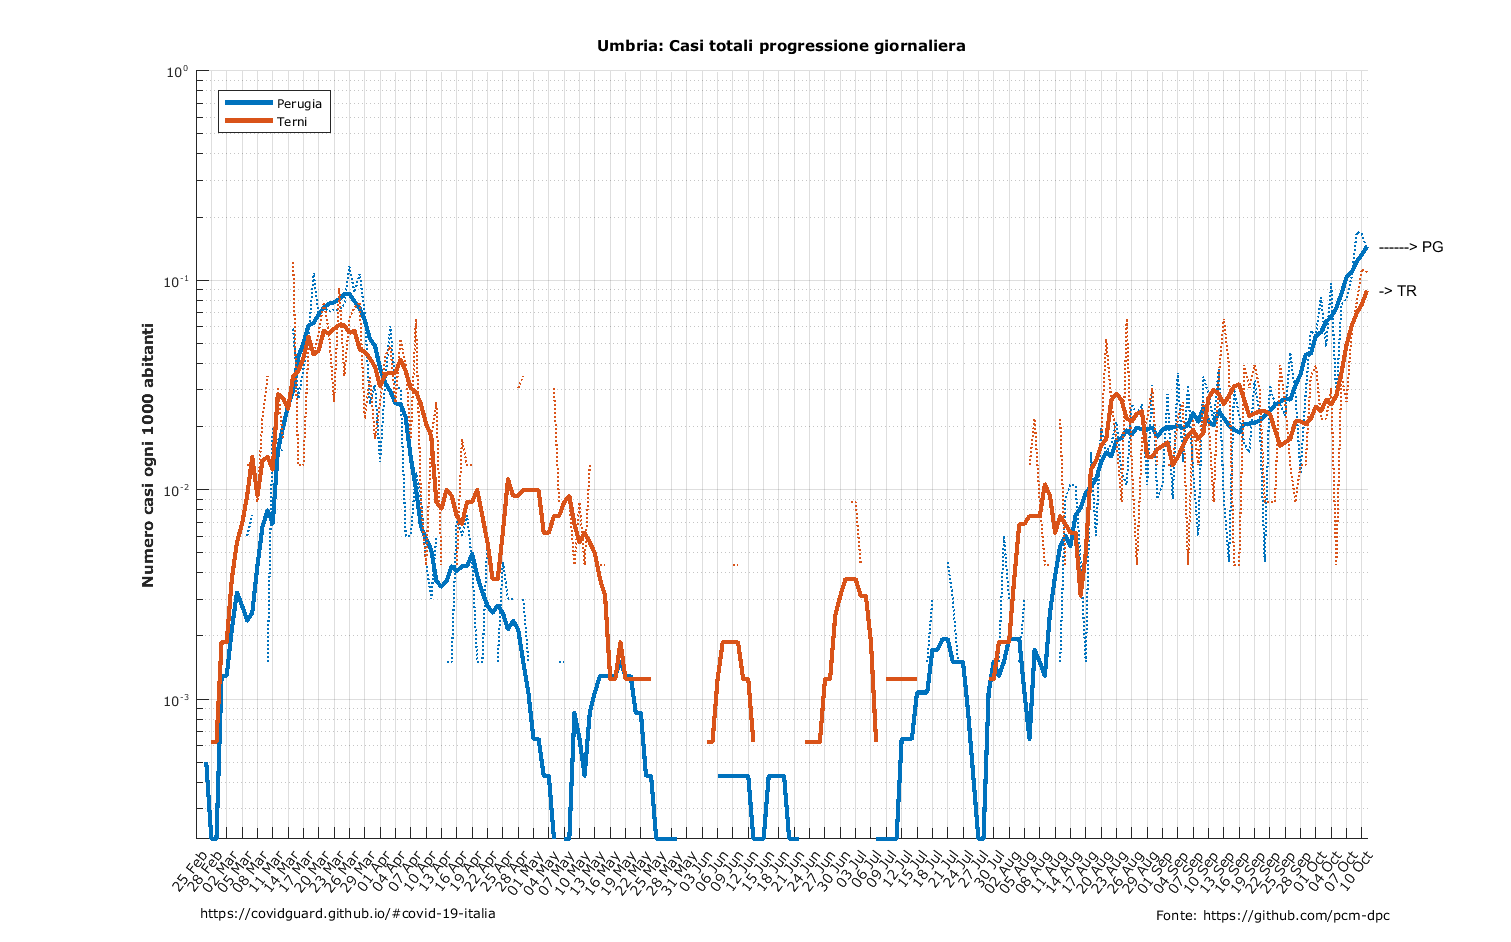 Umbria: Casi totali progressione giornaliera
10⁰
10⁻¹
10⁻²
10⁻³
Numero casi ogni 1000 abitanti
Perugia
Terni
------> PG
-> TR
25 Feb
28 Feb
02 Mar
05 Mar
08 Mar
11 Mar
14 Mar
17 Mar
20 Mar
23 Mar
26 Mar
29 Mar
01 Apr
04 Apr
07 Apr
10 Apr
13 Apr
16 Apr
19 Apr
22 Apr
25 Apr
28 Apr
01 May
04 May
07 May
10 May
13 May
16 May
19 May
22 May
25 May
28 May
31 May
03 Jun
06 Jun
09 Jun
12 Jun
15 Jun
18 Jun
21 Jun
24 Jun
27 Jun
30 Jul
03 Jul
06 Jul
09 Jul
12 Jul
15 Jul
18 Jul
21 Jul
24 Jul
27 Jul
30 Jul
02 Aug
05 Aug
08 Aug
11 Aug
14 Aug
17 Aug
20 Aug
23 Aug
26 Aug
29 Aug
01 Sep
04 Sep
07 Sep
10 Sep
13 Sep
16 Sep
19 Sep
22 Sep
25 Sep
28 Sep
01 Oct
04 Oct
07 Oct
10 Oct
https://covidguard.github.io/#covid-19-italia
Fonte: https://github.com/pcm-dpc